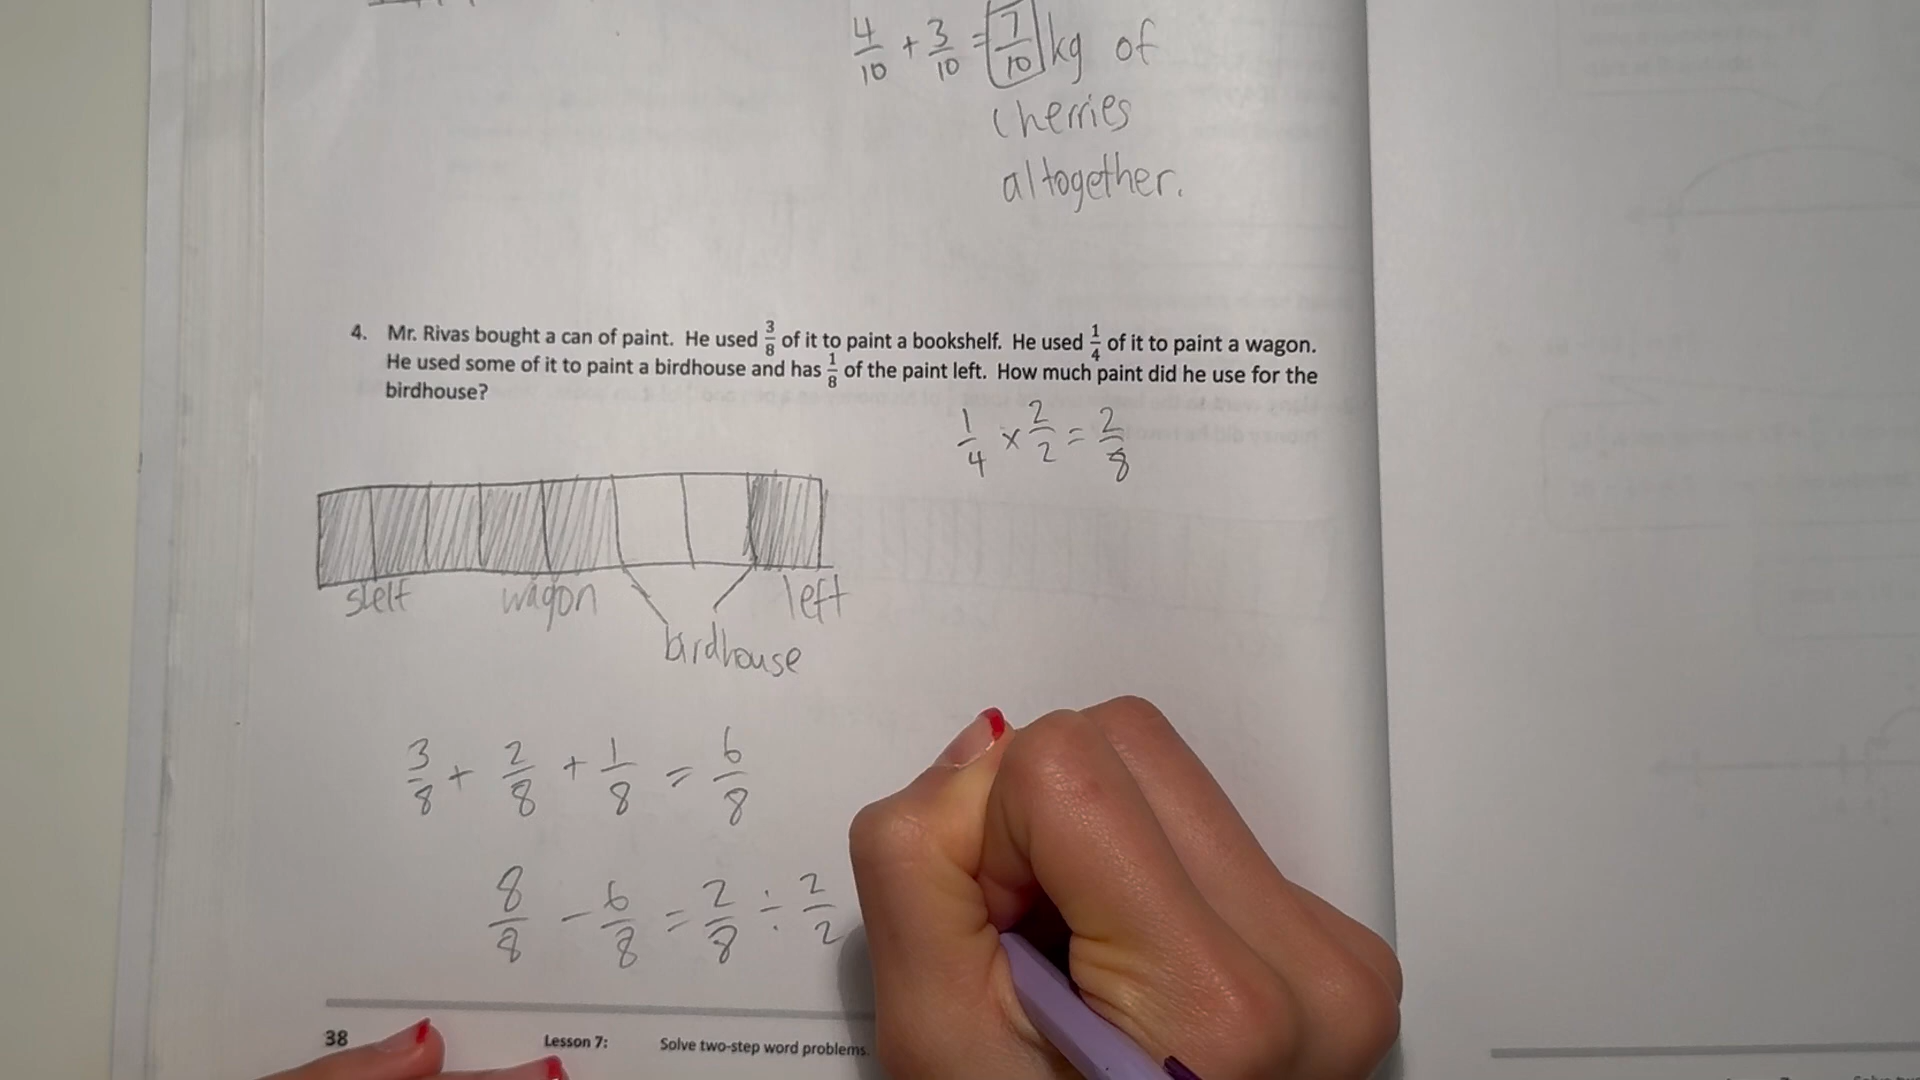 4/10 + 3/10 = 7/10 kg of
cherries
altogether.
4. Mr. Rivas bought a can of paint. He used 3/8 of it to paint a bookshelf. He used 1/4 of it to paint a wagon.
He used some of it to paint a birdhouse and has 1/8 of the paint left. How much paint did he use for the
birdhouse?
1/4 x 2/2 = 2/8
shelf wagon left
birdhouse
3/8 + 2/8 + 1/8 = 6/8
8/8 - 6/8 = 2/8 ÷ 2/2
38 Lesson 7: Solve two-step word problems.